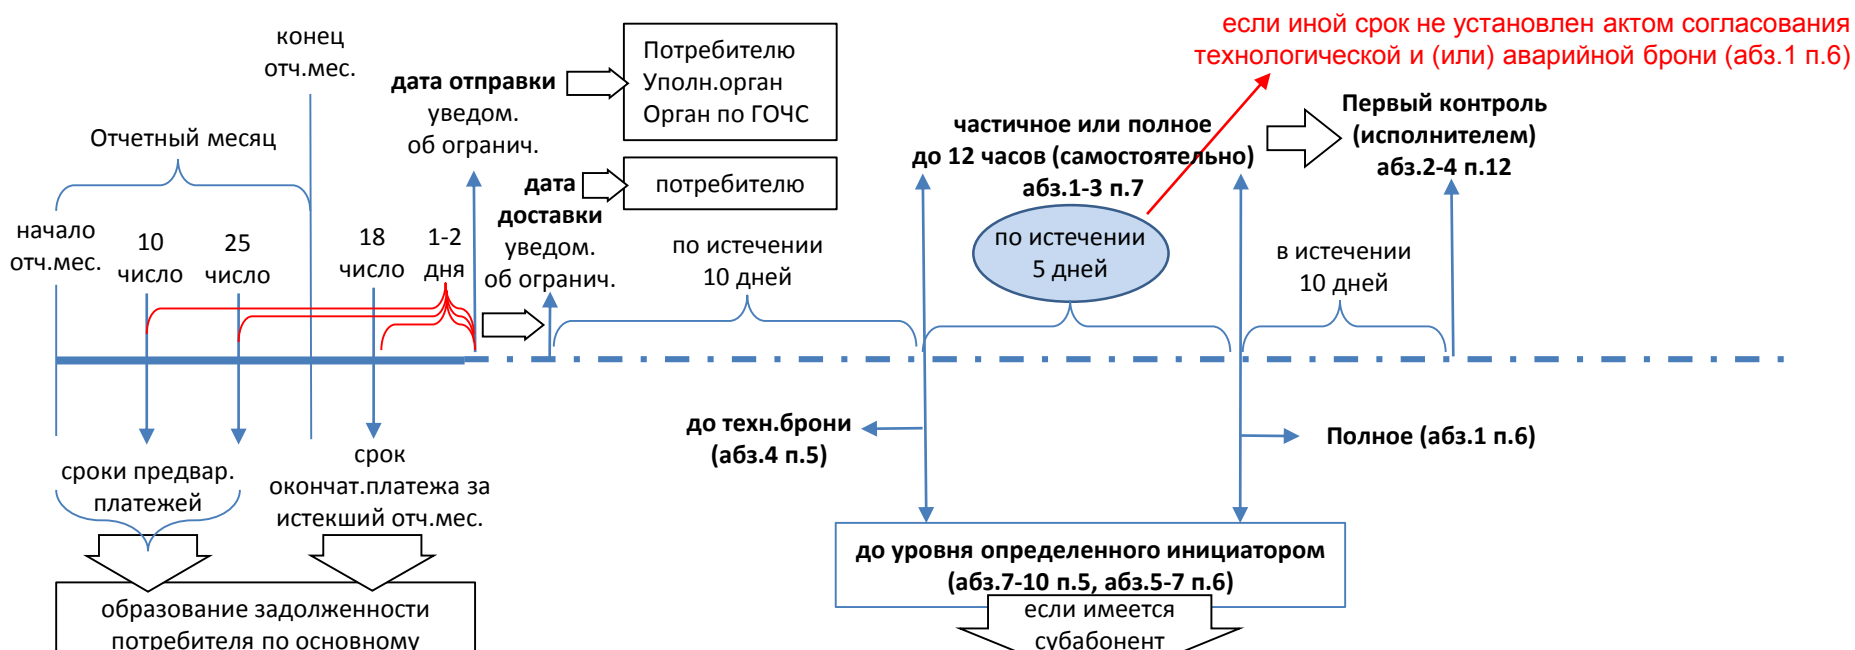 если иной срок не установлен актом согласования
технологической и (или) аварийной брони (абз.1 п.6)
конец
отч.мес.
дата отправки
уведом.
об огранич.
Потребителю
Уполн.орган
Орган по ГОЧС
частичное или полное
до 12 часов (самостоятельно)
абз.1-3 п.7
Первый контроль
(исполнителем)
абз.2-4 п.12
Отчетный месяц
дата
доставки
уведом.
об огранич.
потребителю
начало
отч.мес.
10
число
25
число
18
число
1-2
дня
по истечении
10 дней
по истечении
5 дней
в истечении
10 дней
до техн.брони
(абз.4 п.5)
Полное (абз.1 п.6)
сроки предвар.
платежей
срок
окончат.платежа за
истекший отч.мес.
до уровня определенного инициатором
(абз.7-10 п.5, абз.5-7 п.6)
образование задолженности
потребителя по основному
если имеется
субабонент